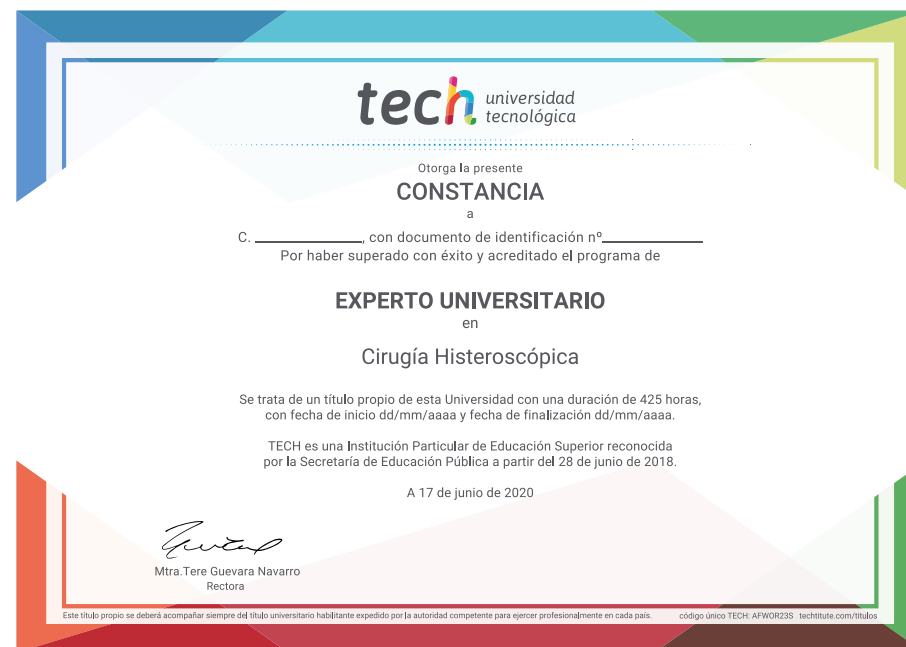 tech universidad
tecnológica
Otorga la presente
CONSTANCIA
a
C. ____________, con documento de identificación nº____________
Por haber superado con éxito y acreditado el programa de
EXPERTO UNIVERSITARIO
en
Cirugía Histeroscópica
Se trata de un título propio de esta Universidad con una duración de 425 horas,
con fecha de inicio dd/mm/aaaa y fecha de finalización dd/mm/aaaa.
TECH es una Institución Particular de Educación Superior reconocida
por la Secretaría de Educación Pública a partir del 28 de junio de 2018.
A 17 de junio de 2020
Mtra.Tere Guevara Navarro
Rectora
Este título propio se deberá acompañar siempre del título universitario habilitante expedido por la autoridad competente para ejercer profesionalmente en cada país. código único TECH: AFWOR23S techtitute.com/titulos